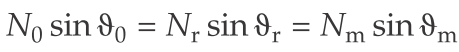 N₀ sin ϑ₀ = Nᵣ sin ϑᵣ = Nₘ sin ϑₘ